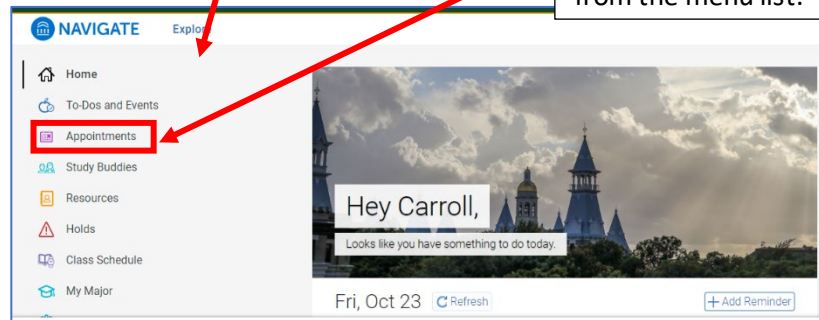 from the menu list.
NAVIGATE Explore
Home
To-Dos and Events
Appointments
Study Buddies
Resources
Holds
Class Schedule
My Major
Hey Carroll,
Looks like you have something to do today.
Fri, Oct 23 Refresh + Add Reminder